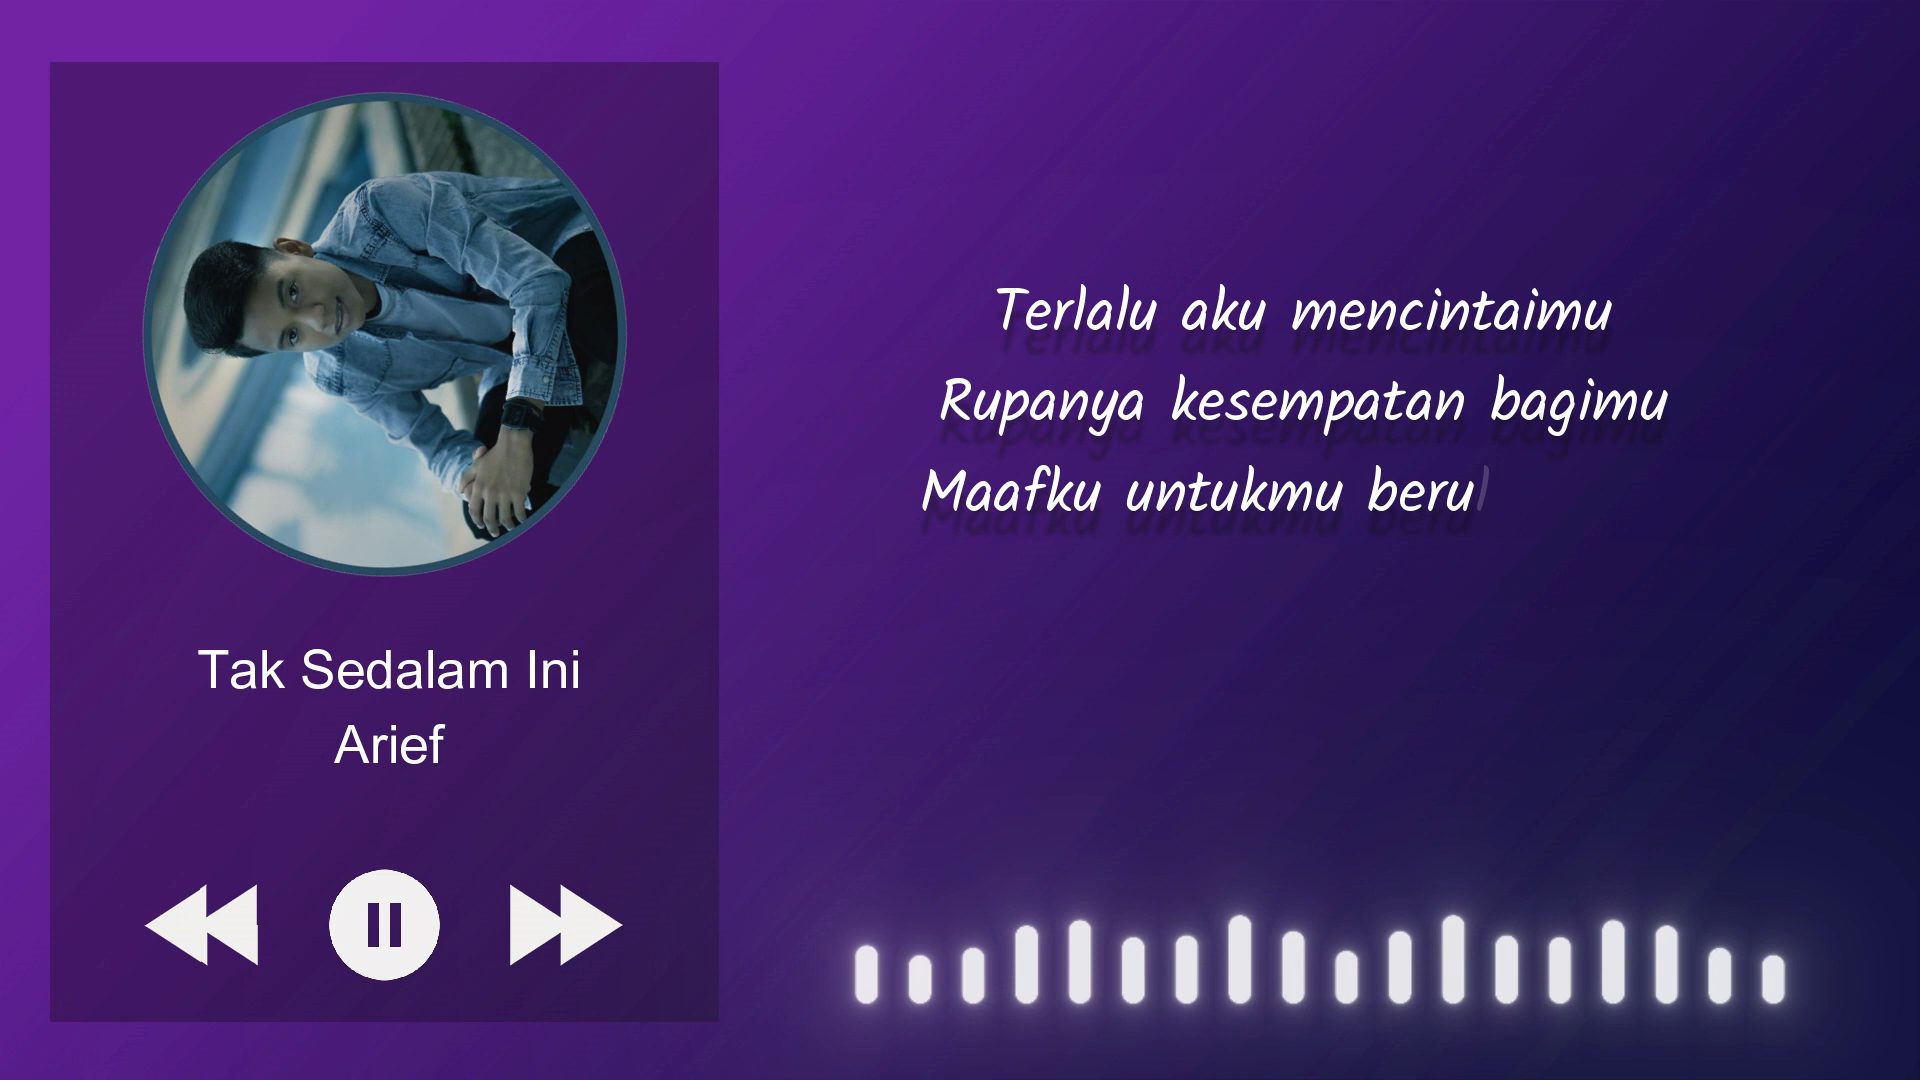 Tak Sedalam Ini
Arief
Terlalu aku mencintaimu
Rupanya kesempatan bagimu
Maafku untukmu beru